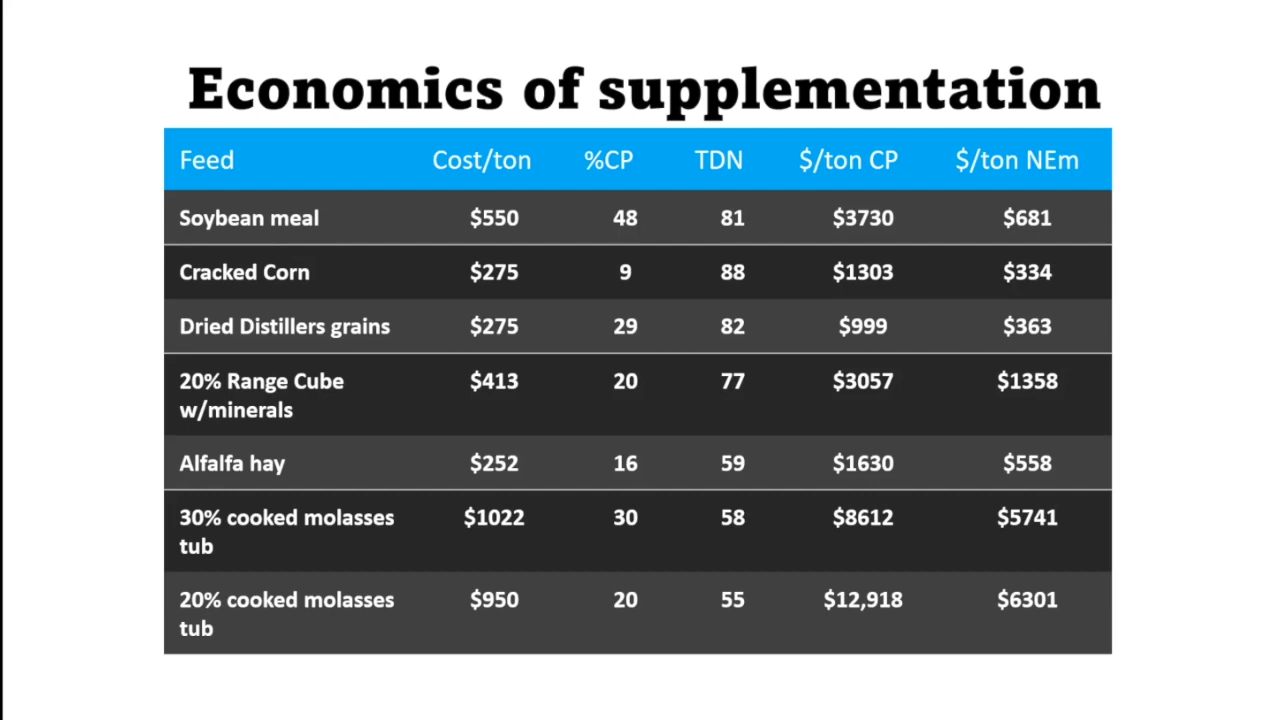 Economics of supplementation
Feed Cost/ton %CP TDN $/ton CP $/ton NEm
Soybean meal $550 48 81 $3730 $681
Cracked Corn $275 9 88 $1303 $334
Dried Distillers grains $275 29 82 $999 $363
20% Range Cube $413 20 77 $3057 $1358
w/minerals
Alfalfa hay $252 16 59 $1630 $558
30% cooked molasses $1022 30 58 $8612 $5741
tub
20% cooked molasses $950 20 55 $12,918 $6301
tub